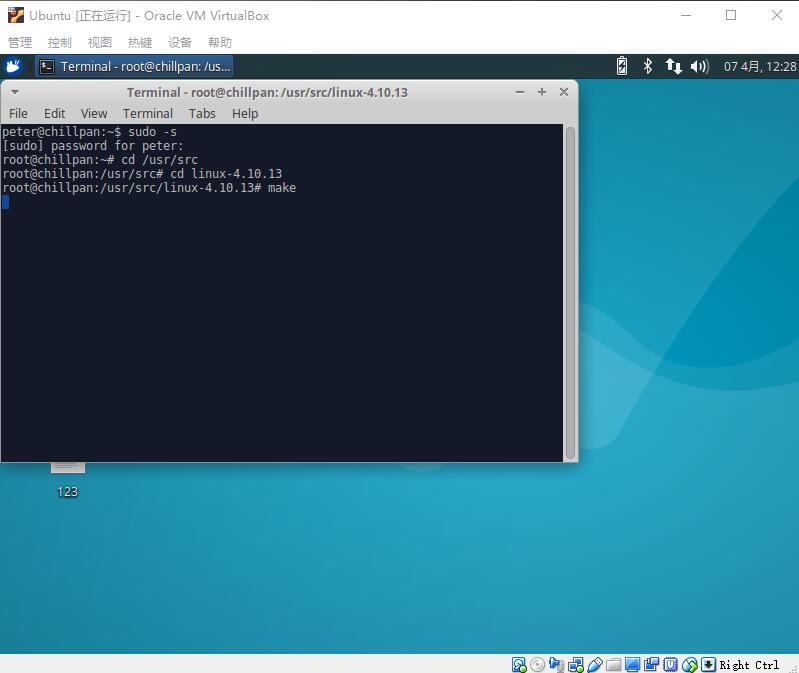 Ubuntu [正在运行] - Oracle VM VirtualBox
管理 控制 视图 热键 设备 帮助
Terminal - root@chillpan: /us... 07 4月, 12:28
Terminal - root@chillpan: /usr/src/linux-4.10.13
File Edit View Terminal Tabs Help
peter@chillpan:~$ sudo -s
[sudo] password for peter:
root@chillpan:~# cd /usr/src
root@chillpan:/usr/src# cd linux-4.10.13
root@chillpan:/usr/src/linux-4.10.13# make
123
Right Ctrl